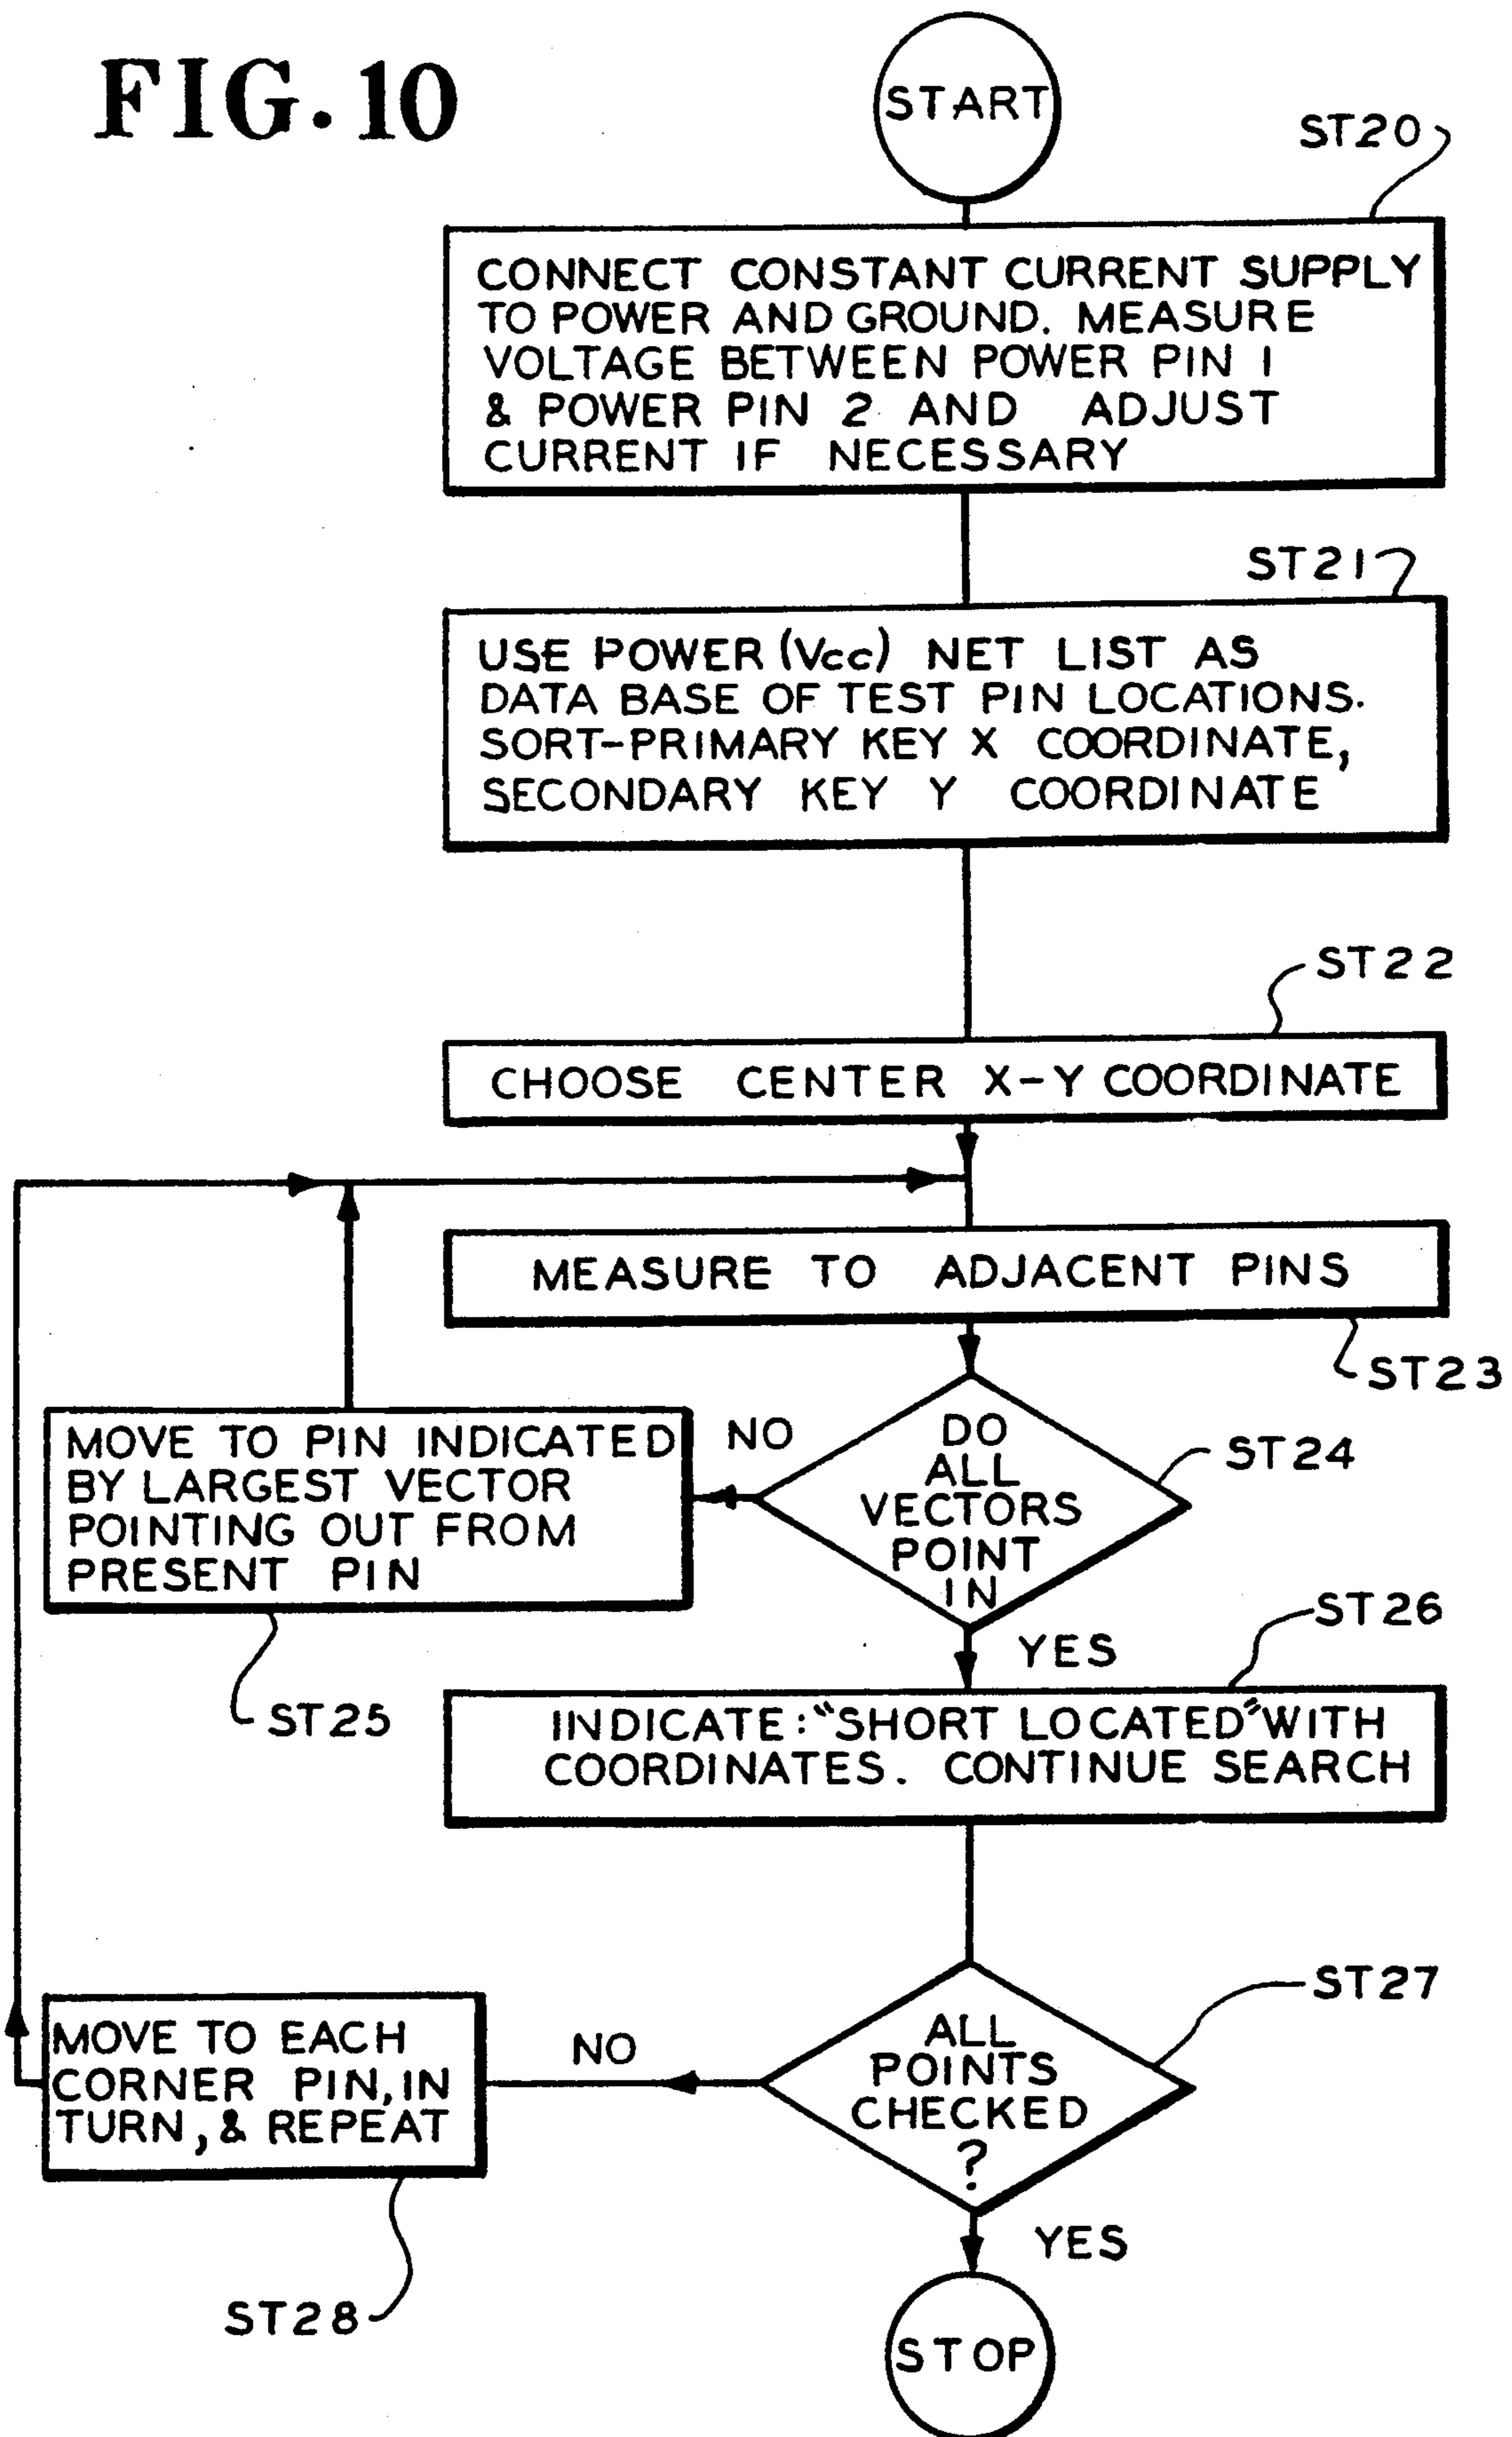 FIG. 10
START
ST20
CONNECT CONSTANT CURRENT SUPPLY
TO POWER AND GROUND. MEASURE
VOLTAGE BETWEEN POWER PIN 1
& POWER PIN 2 AND ADJUST
CURRENT IF NECESSARY
ST21
USE POWER (Vcc) NET LIST AS
DATA BASE OF TEST PIN LOCATIONS.
SORT-PRIMARY KEY X COORDINATE,
SECONDARY KEY Y COORDINATE
ST22
CHOOSE CENTER X-Y COORDINATE
MEASURE TO ADJACENT PINS
ST23
DO
ALL
VECTORS
POINT
IN
ST24
NO
MOVE TO PIN INDICATED
BY LARGEST VECTOR
POINTING OUT FROM
PRESENT PIN
ST25
YES
ST26
INDICATE: "SHORT LOCATED" WITH
COORDINATES. CONTINUE SEARCH
ST27
ALL
POINTS
CHECKED
?
NO
MOVE TO EACH
CORNER PIN, IN
TURN, & REPEAT
ST28
YES
STOP